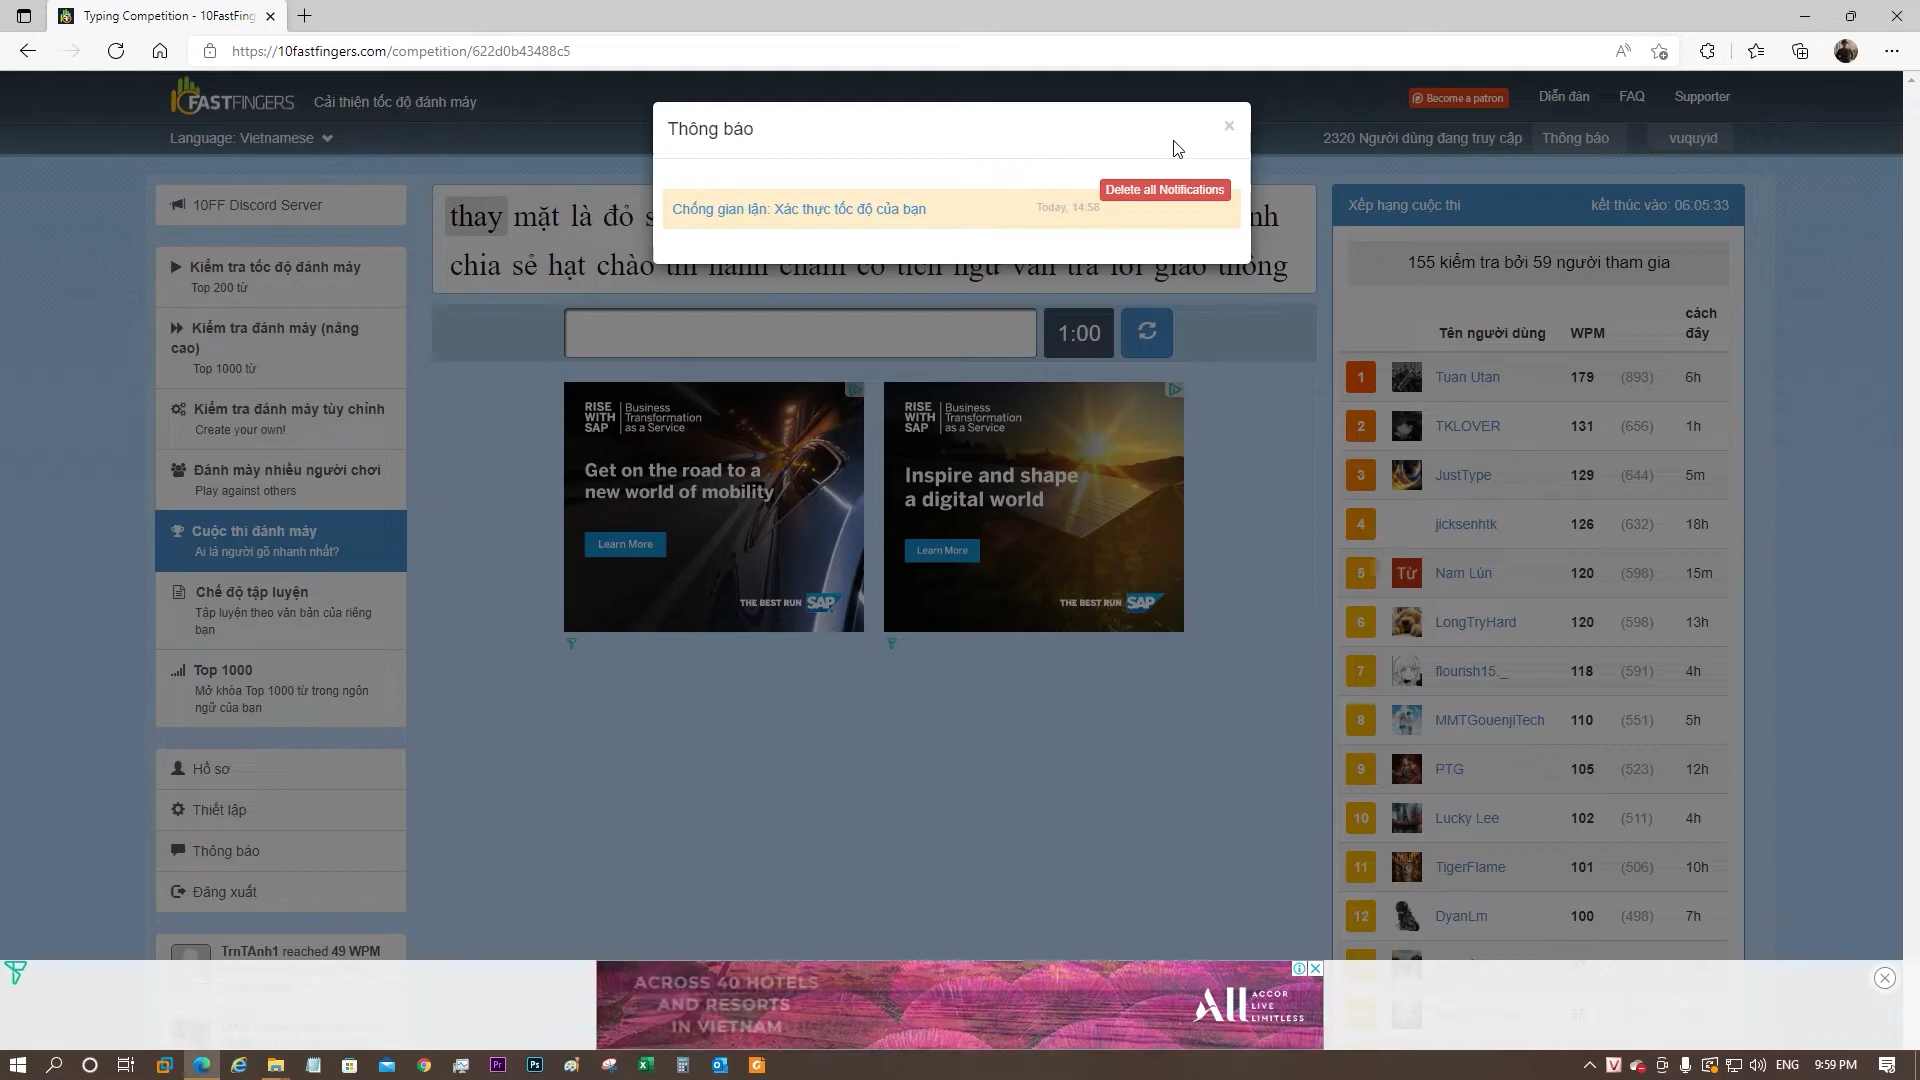 Typing Competition - 10FastFing
https://10fastfingers.com/competition/622d0b43488c5
FASTFINGERS
Cải thiện tốc độ đánh máy
Become a patron
Diễn đàn
FAQ
Supporter
Language: Vietnamese
2320 Người dùng đang truy cập
Thông báo
vuquyid
Thông báo
×
Delete all Notifications
Chống gian lận: Xác thực tốc độ của bạn
Today, 14:58
10FF Discord Server
Kiểm tra tốc độ đánh máy
Top 200 từ
Kiểm tra đánh máy (nâng
cao)
Top 1000 từ
Kiểm tra đánh máy tùy chỉnh
Create your own!
Đánh máy nhiều người chơi
Play against others
Cuộc thi đánh máy
Ai là người gõ nhanh nhất?
Chế độ tập luyện
Tập luyện theo văn bản của riêng
bạn
Top 1000
Mở khóa Top 1000 từ trong ngôn
ngữ của bạn
Hồ sơ
Thiết lập
Thông báo
Đăng xuất
TrnTAnh1 reached 49 WPM
thay mặt là đỏ
chia sẻ hạt chào
giao thông
1:00
RISE
WITH
SAP
Business
Transformation
as a Service
Get on the road to a
new world of mobility
Learn More
THE BEST RUN SAP
RISE
WITH
SAP
Business
Transformation
as a Service
Inspire and shape
a digital world
Learn More
THE BEST RUN SAP
Xếp hạng cuộc thi
kết thúc vào: 06:05:33
155 kiểm tra bởi 59 người tham gia
Tên người dùng WPM cách
đây
1 Tuan Utan 179 (893) 6h
2 TKLOVER 131 (656) 1h
3 JustType 129 (644) 5m
4 jicksenhtk 126 (632) 18h
5 Từ Nam Lùn 120 (598) 15m
6 LongTryHard 120 (598) 13h
7 flourish15._ 118 (591) 4h
8 MMTGouenjiTech 110 (551) 5h
9 PTG 105 (523) 12h
10 Lucky Lee 102 (511) 4h
11 TigerFlame 101 (506) 10h
12 DyanLm 100 (498) 7h
ACROSS 40 HOTELS
AND RESORTS
IN VIETNAM
ALL
ACCOR
LIVE
LIMITLESS
ENG
9:59 PM